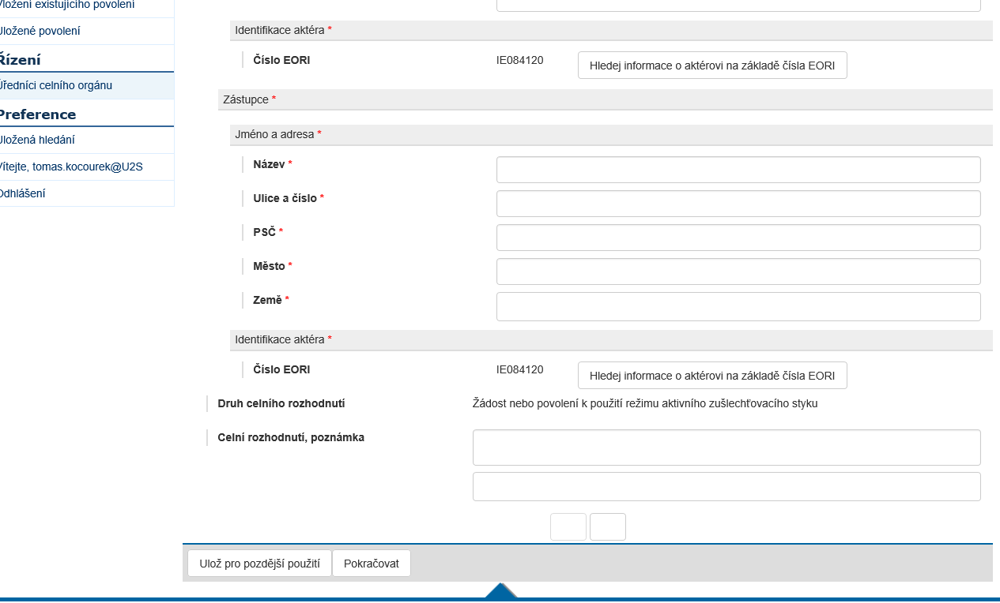 Vložení existujícího povolení
Uložené povolení
Řízení
Úředníci celního orgánu
Preference
Uložená hledání
Vítejte, tomas.kocourek@U2S
Odhlášení
Identifikace aktéra *
Číslo EORI IE084120 Hledej informace o aktérovi na základě čísla EORI
Zástupce *
Jméno a adresa *
Název *
Ulice a číslo *
PSČ *
Město *
Země *
Identifikace aktéra *
Číslo EORI IE084120 Hledej informace o aktérovi na základě čísla EORI
Druh celního rozhodnutí Žádost nebo povolení k použití režimu aktivního zušlechťovacího styku
Celní rozhodnutí, poznámka
Ulož pro pozdější použití Pokračovat